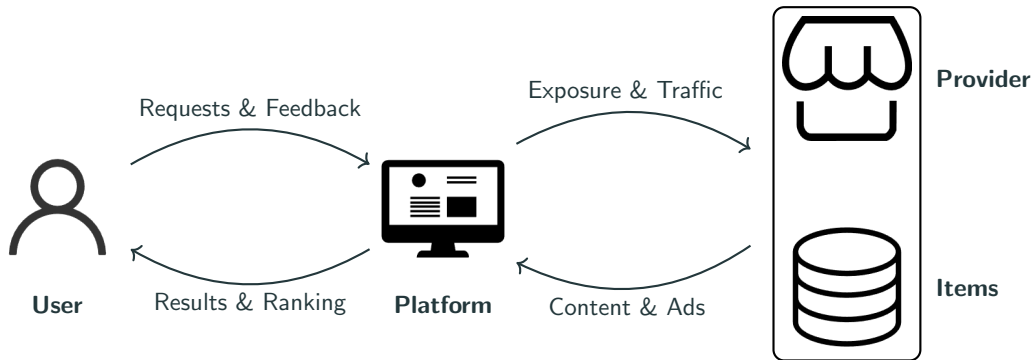 Requests & Feedback
Exposure & Traffic
Provider
User
Results & Ranking
Platform
Content & Ads
Items